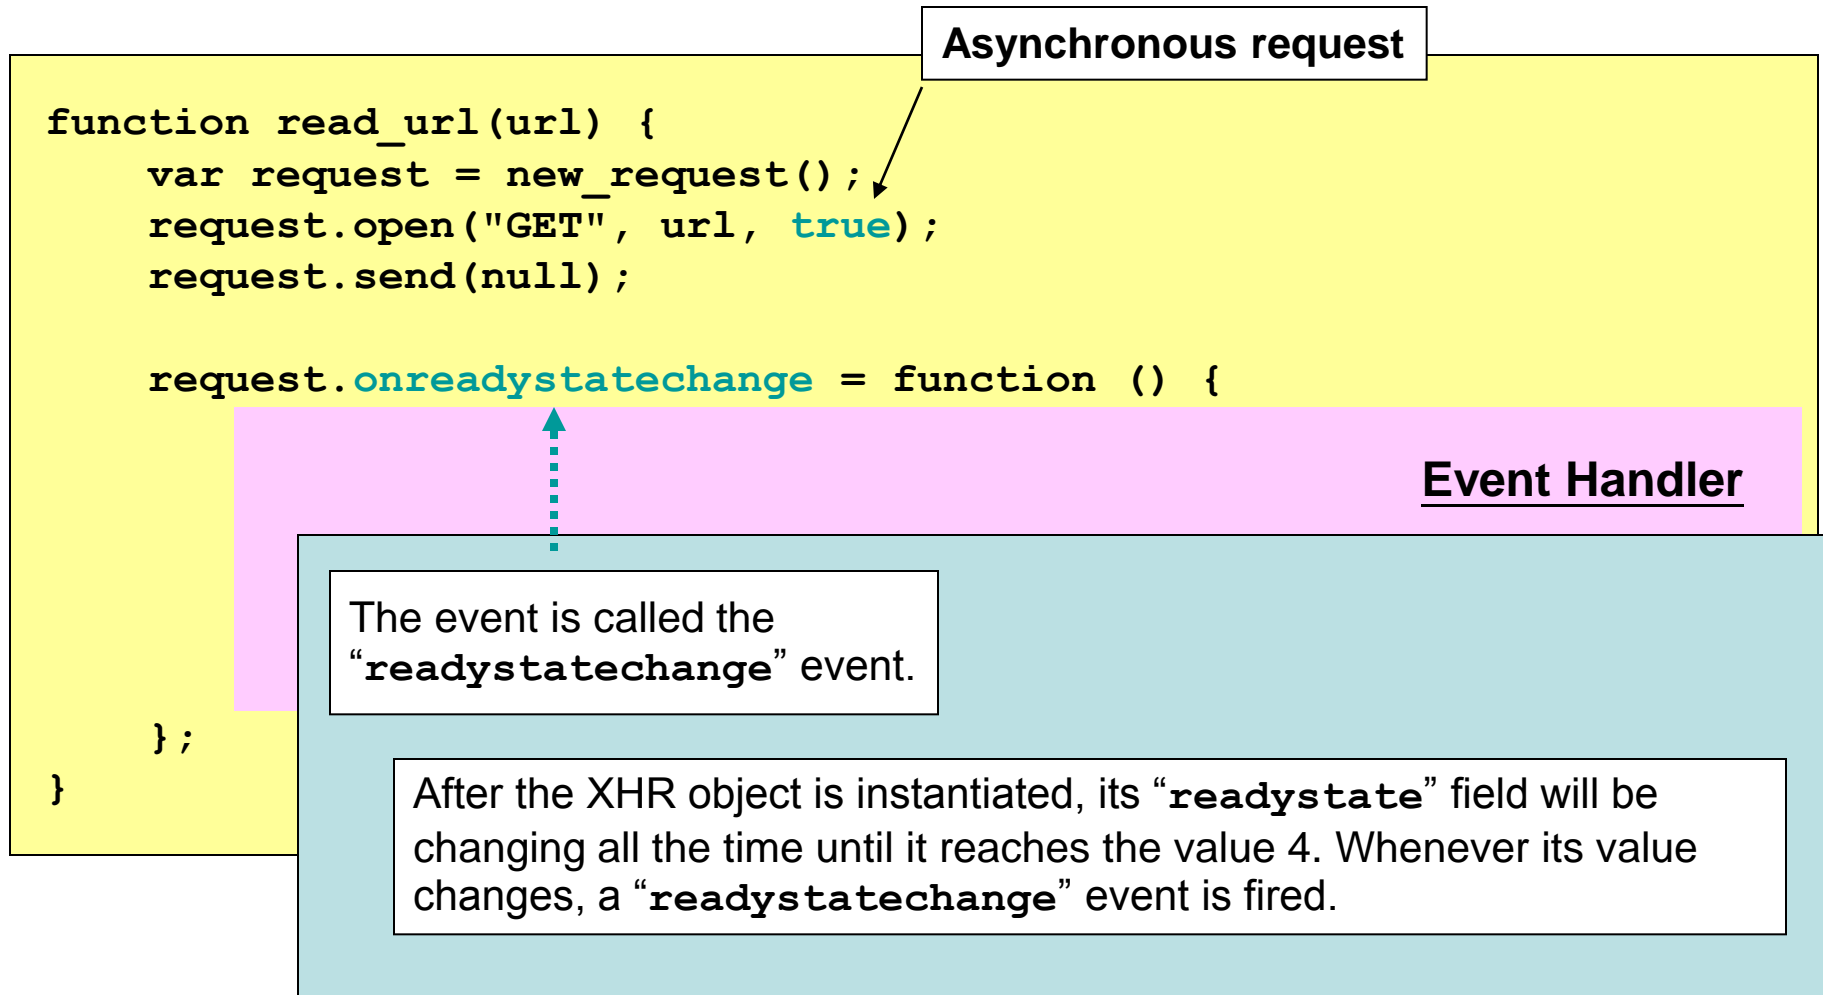 Asynchronous request
function read_url(url) {
var request = new_request();
request.open("GET", url, true);
request.send(null);
request.onreadystatechange = function () {
Event Handler
The event is called the
“readystatechange” event.
};
}
After the XHR object is instantiated, its “readystate” field will be
changing all the time until it reaches the value 4. Whenever its value
changes, a “readystatechange” event is fired.